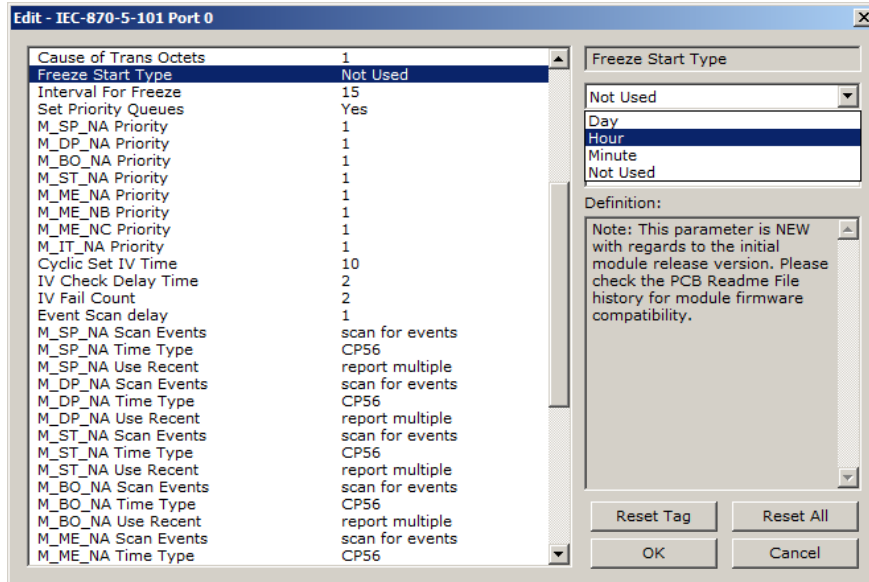 Edit - IEC-870-5-101 Port 0
Cause of Trans Octets 1
Freeze Start Type Not Used
Interval For Freeze 15
Set Priority Queues Yes
M_SP_NA Priority 1
M_DP_NA Priority 1
M_BO_NA Priority 1
M_ST_NA Priority 1
M_ME_NA Priority 1
M_ME_NB Priority 1
M_ME_NC Priority 1
M_IT_NA Priority 1
Cyclic Set IV Time 10
IV Check Delay Time 2
IV Fail Count 2
Event Scan delay 1
M_SP_NA Scan Events scan for events
M_SP_NA Time Type CP56
M_SP_NA Use Recent report multiple
M_DP_NA Scan Events scan for events
M_DP_NA Time Type CP56
M_DP_NA Use Recent report multiple
M_ST_NA Scan Events scan for events
M_ST_NA Time Type CP56
M_ST_NA Use Recent report multiple
M_BO_NA Scan Events scan for events
M_BO_NA Time Type CP56
M_BO_NA Use Recent report multiple
M_ME_NA Scan Events scan for events
M_ME_NA Time Type CP56
Freeze Start Type
Not Used
Day
Hour
Minute
Not Used
Definition:
Note: This parameter is NEW
with regards to the initial
module release version. Please
check the PCB Readme File
history for module firmware
compatibility.
Reset Tag Reset All
OK Cancel